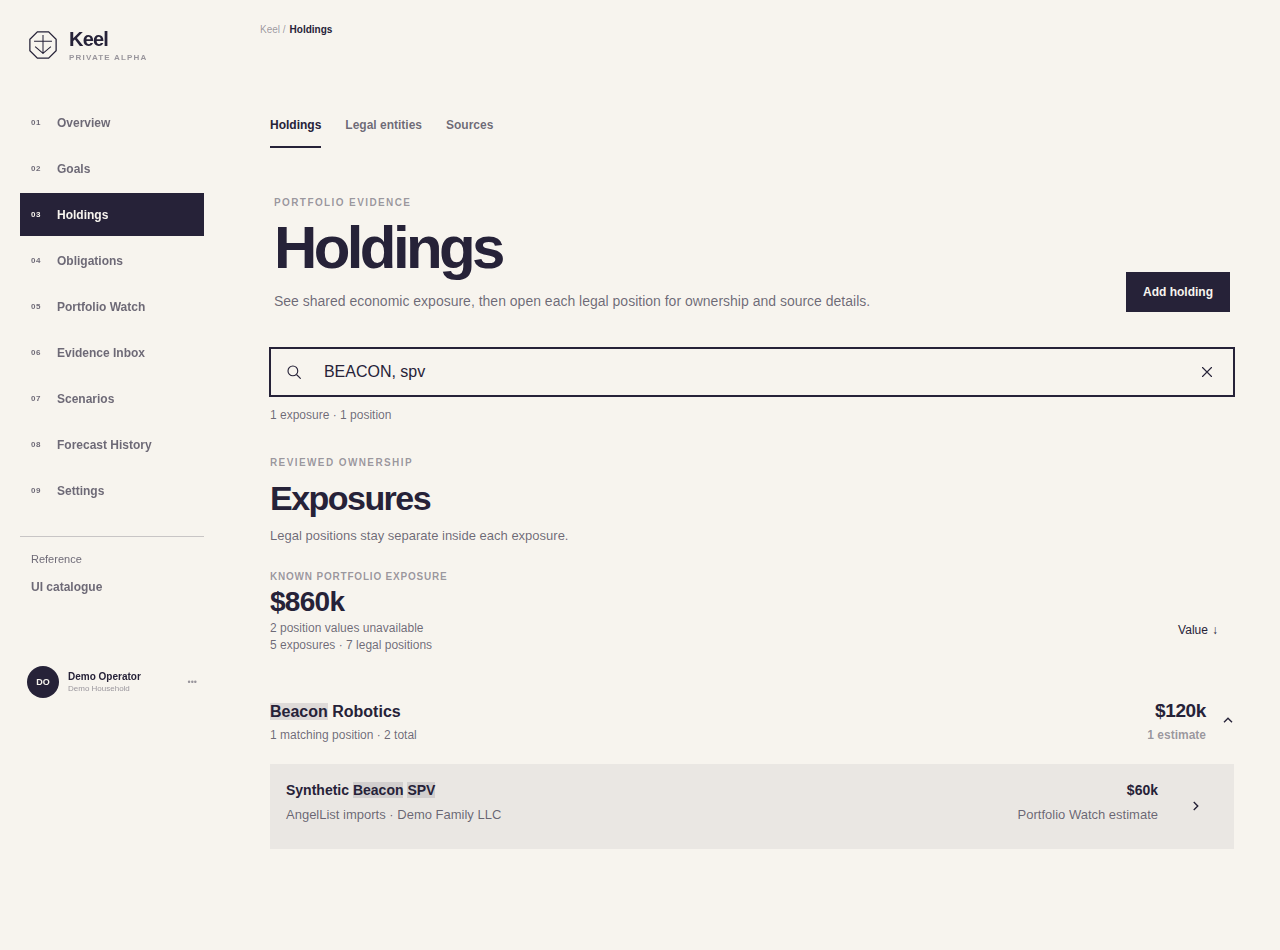 Keel
PRIVATE ALPHA
01 Overview
02 Goals
03 Holdings
04 Obligations
05 Portfolio Watch
06 Evidence Inbox
07 Scenarios
08 Forecast History
09 Settings
Reference
UI catalogue
DO
Demo Operator
Demo Household
Keel / Holdings
Holdings Legal entities Sources
PORTFOLIO EVIDENCE
Holdings
See shared economic exposure, then open each legal position for ownership and source details.
Add holding
BEACON, spv
1 exposure · 1 position
REVIEWED OWNERSHIP
Exposures
Legal positions stay separate inside each exposure.
KNOWN PORTFOLIO EXPOSURE
$860k
2 position values unavailable
5 exposures · 7 legal positions
Value ↓
Beacon Robotics
$120k
1 matching position · 2 total
1 estimate
Synthetic Beacon SPV
$60k
AngelList imports · Demo Family LLC
Portfolio Watch estimate